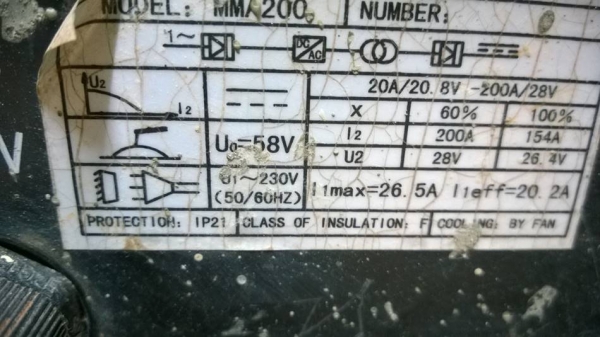 MODEL: MMA200 NUMBER:
1~ DC AC
U2 I2 20A/20.8V -200A/28V
X 60% 100%
U0=58V I2 200A 154A
U2 28V 26.4V
U1~230V
(50/60HZ) I1max=26.5A I1eff=20.2A
PROTECTION: IP21 CLASS OF INSULATION: F COOLING: BY FAN